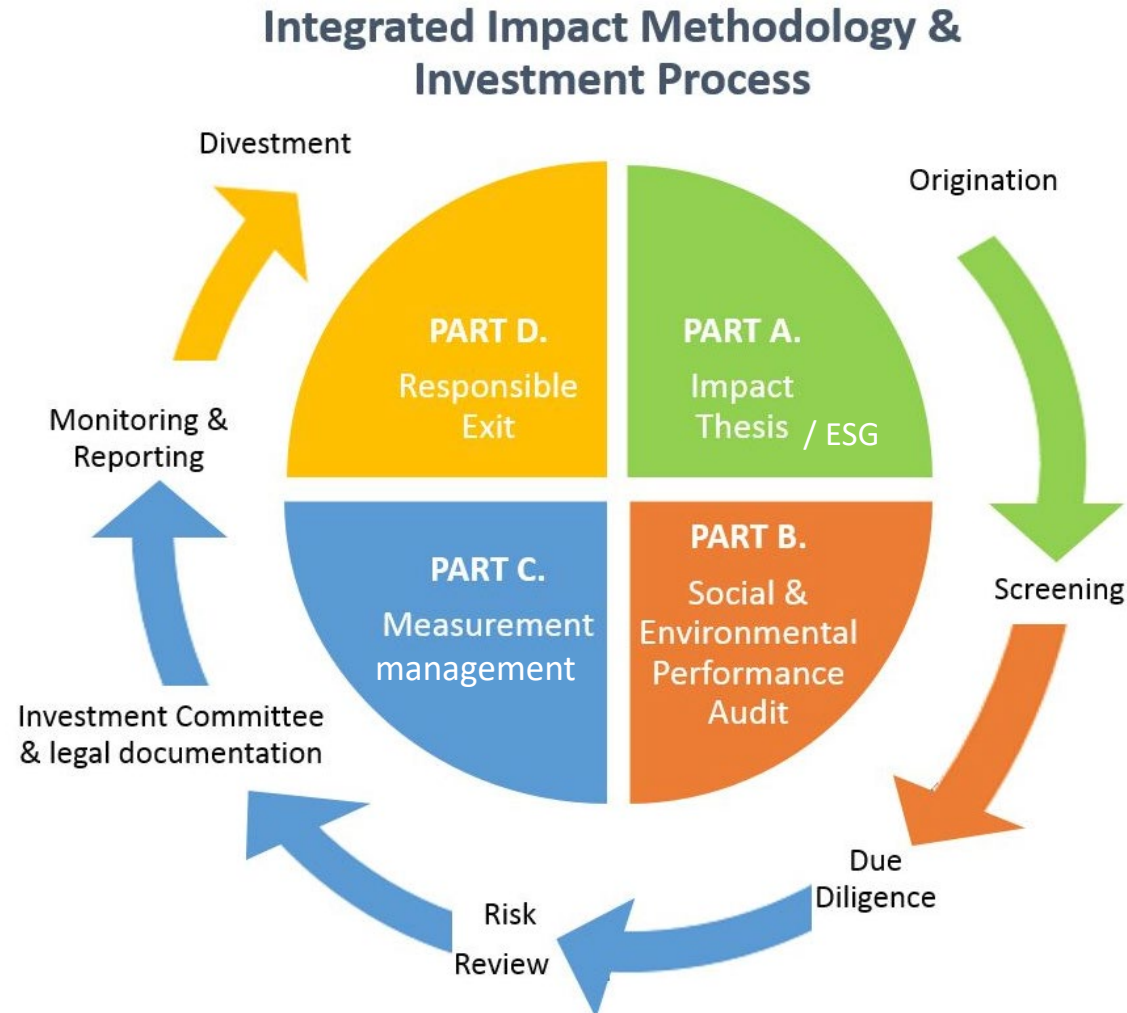 Integrated Impact Methodology &
Investment Process
Divestment
Origination
PART D.
Responsible
Exit
PART A.
Impact
Thesis / ESG
Monitoring &
Reporting
PART C.
Measurement
management
PART B.
Social &
Environmental
Performance
Audit
Screening
Investment Committee
& legal documentation
Due
Diligence
Risk
Review